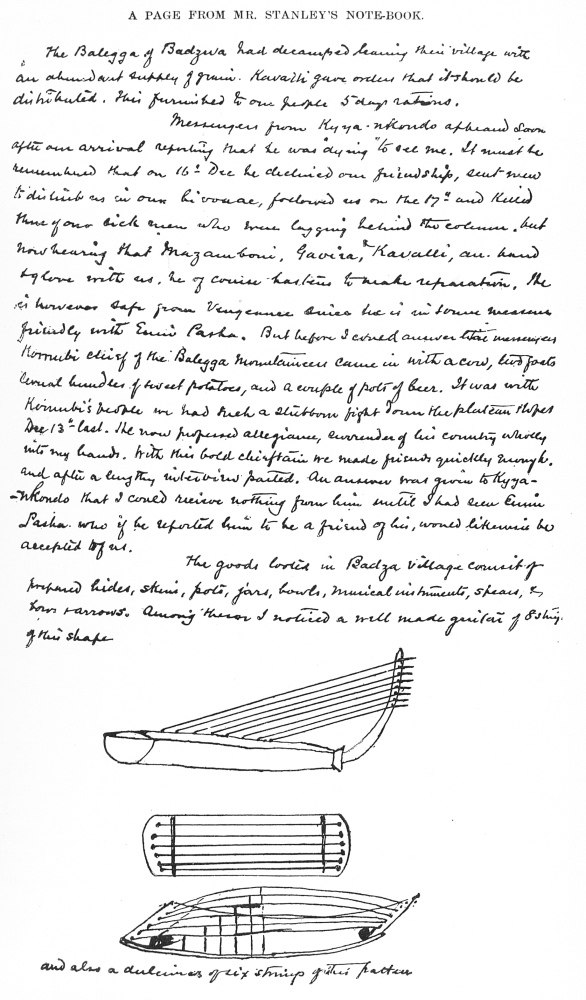 A PAGE FROM MR. STANLEY'S NOTE-BOOK.
The Balegga of Badzwa had decamped leaving their village with
an abundant supply of grain. Kavalli gave orders that it should be
distributed. This furnished to our people 5 days rations.
Messengers from Kyya-nkondo appeared soon
after our arrival reporting that he was "dying" to see me. It must be
remembered that on 16th Dec he declined our friendship, sent men
to disturb us in our bivouac, followed us on the 17th and killed
three of our sick men who were lagging behind the column. but
now hearing that Mazamboni, Gavira, & Kavalli, are hand
& glove with us, he of course hastens to make reparation. He
is however safe from Vengeance since he is in some measure
friendly with Emin Pasha. But before I could answer these messengers
Komubi chief of the Balegga Mountaineers came in with a cow, two goats
several bundles of sweet potatoes, and a couple of pots of beer. It was with
Komubi's people we had such a stubborn fight down the plateau slopes
Dec 13th last. He now proposed allegiance, surrender of his country wholly
into my hands. With this bold chieftain we made friends quickly enough.
and after a lengthy interview parted. An answer was given to Kyya-
-nkondo that I could receive nothing from him until I had seen Emin
Pasha who if he reported him to be a friend of his, would likewise be
accepted to us.
The goods looted in Badza village consist of
prepared hides, skins, pots, jars, bowls, musical instruments, spears, &
bows & arrows. Among these I noticed a well made guitar of 8 string.
of this shape
and also a dulcimer of six strings of this pattern